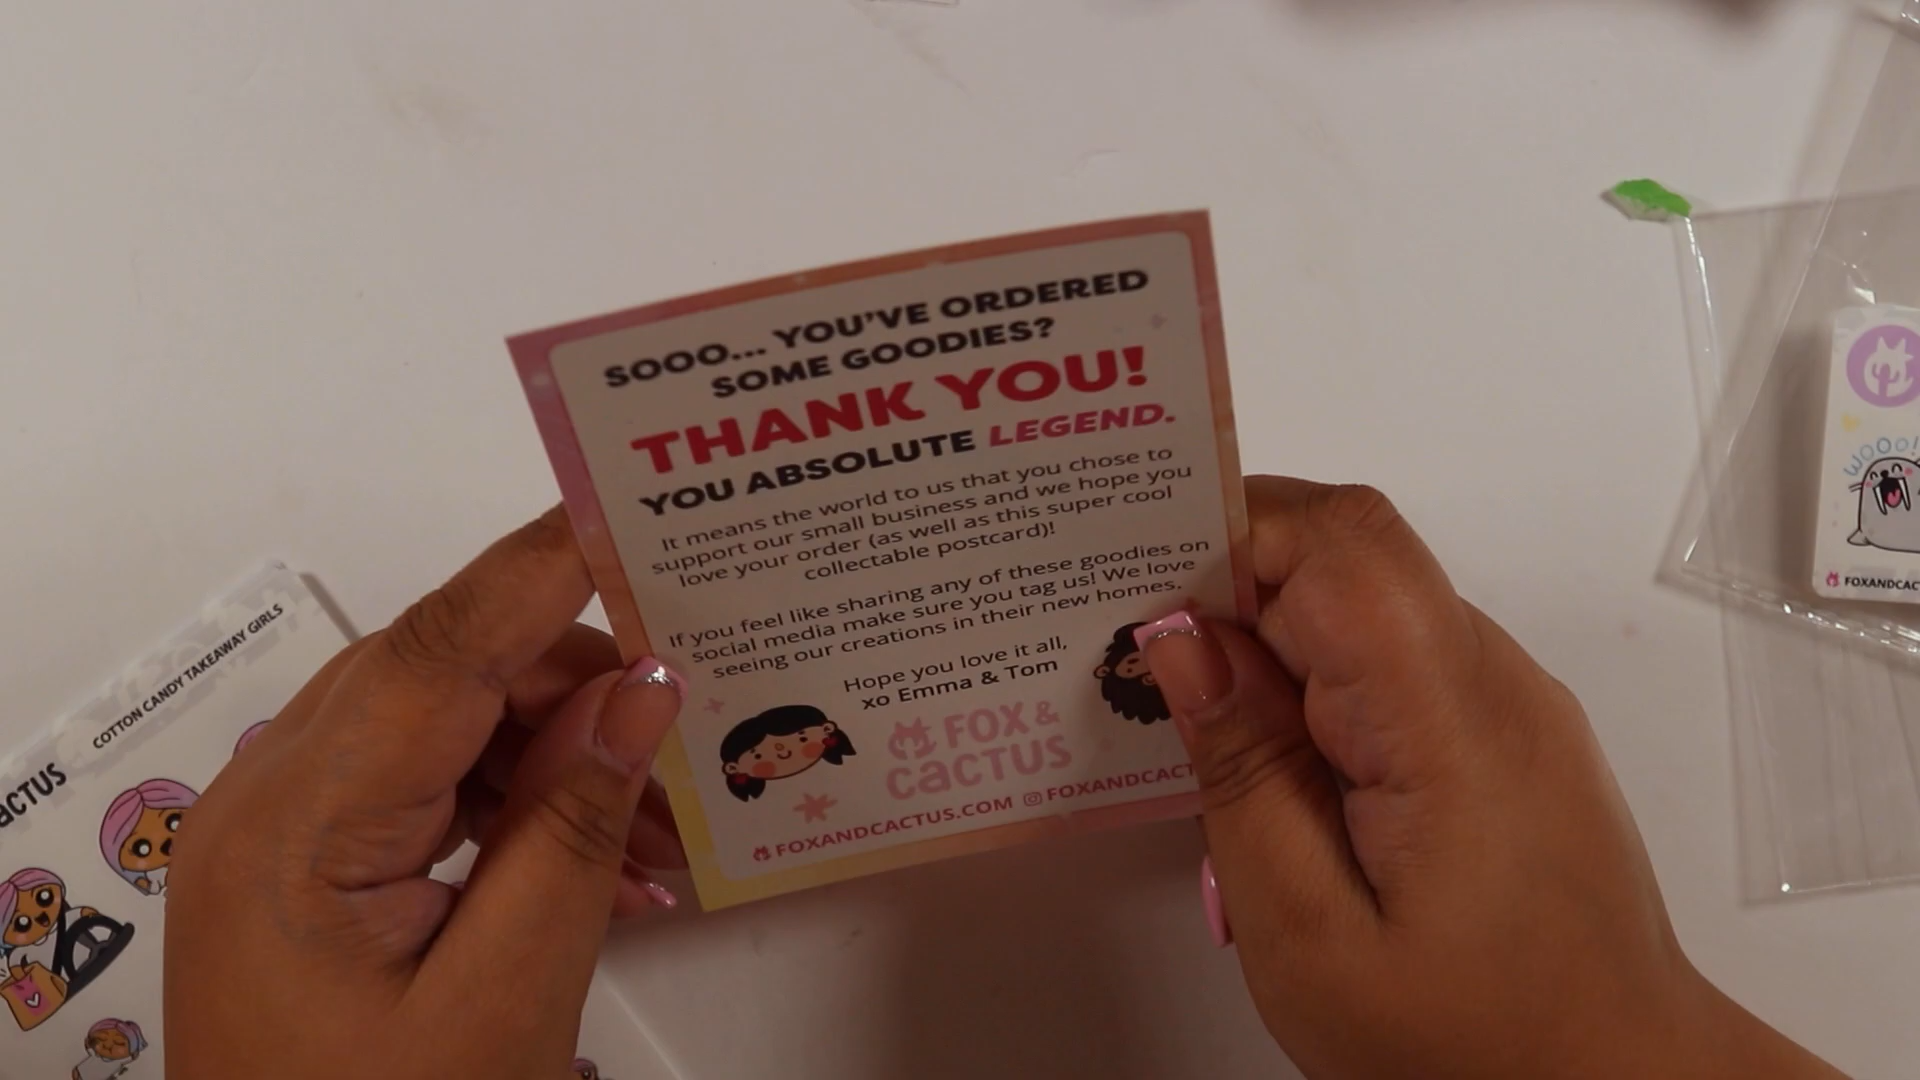 SOOO... YOU'VE ORDERED
SOME GOODIES?
THANK YOU!
YOU ABSOLUTE LEGEND.
It means the world to us that you chose to
support our small business and we hope you
love your order (as well as this super cool
collectable postcard)!
If you feel like sharing any of these goodies on
social media make sure you tag us! We love
seeing our creations in their new homes.
Hope you love it all,
xo Emma & Tom
FOX &
CACTUS
FOXANDCACTUS.COM FOXANDCACT
COTTON CANDY TAKEAWAY GIRLS
ACTUS
WOOO!
FOXANDCAC